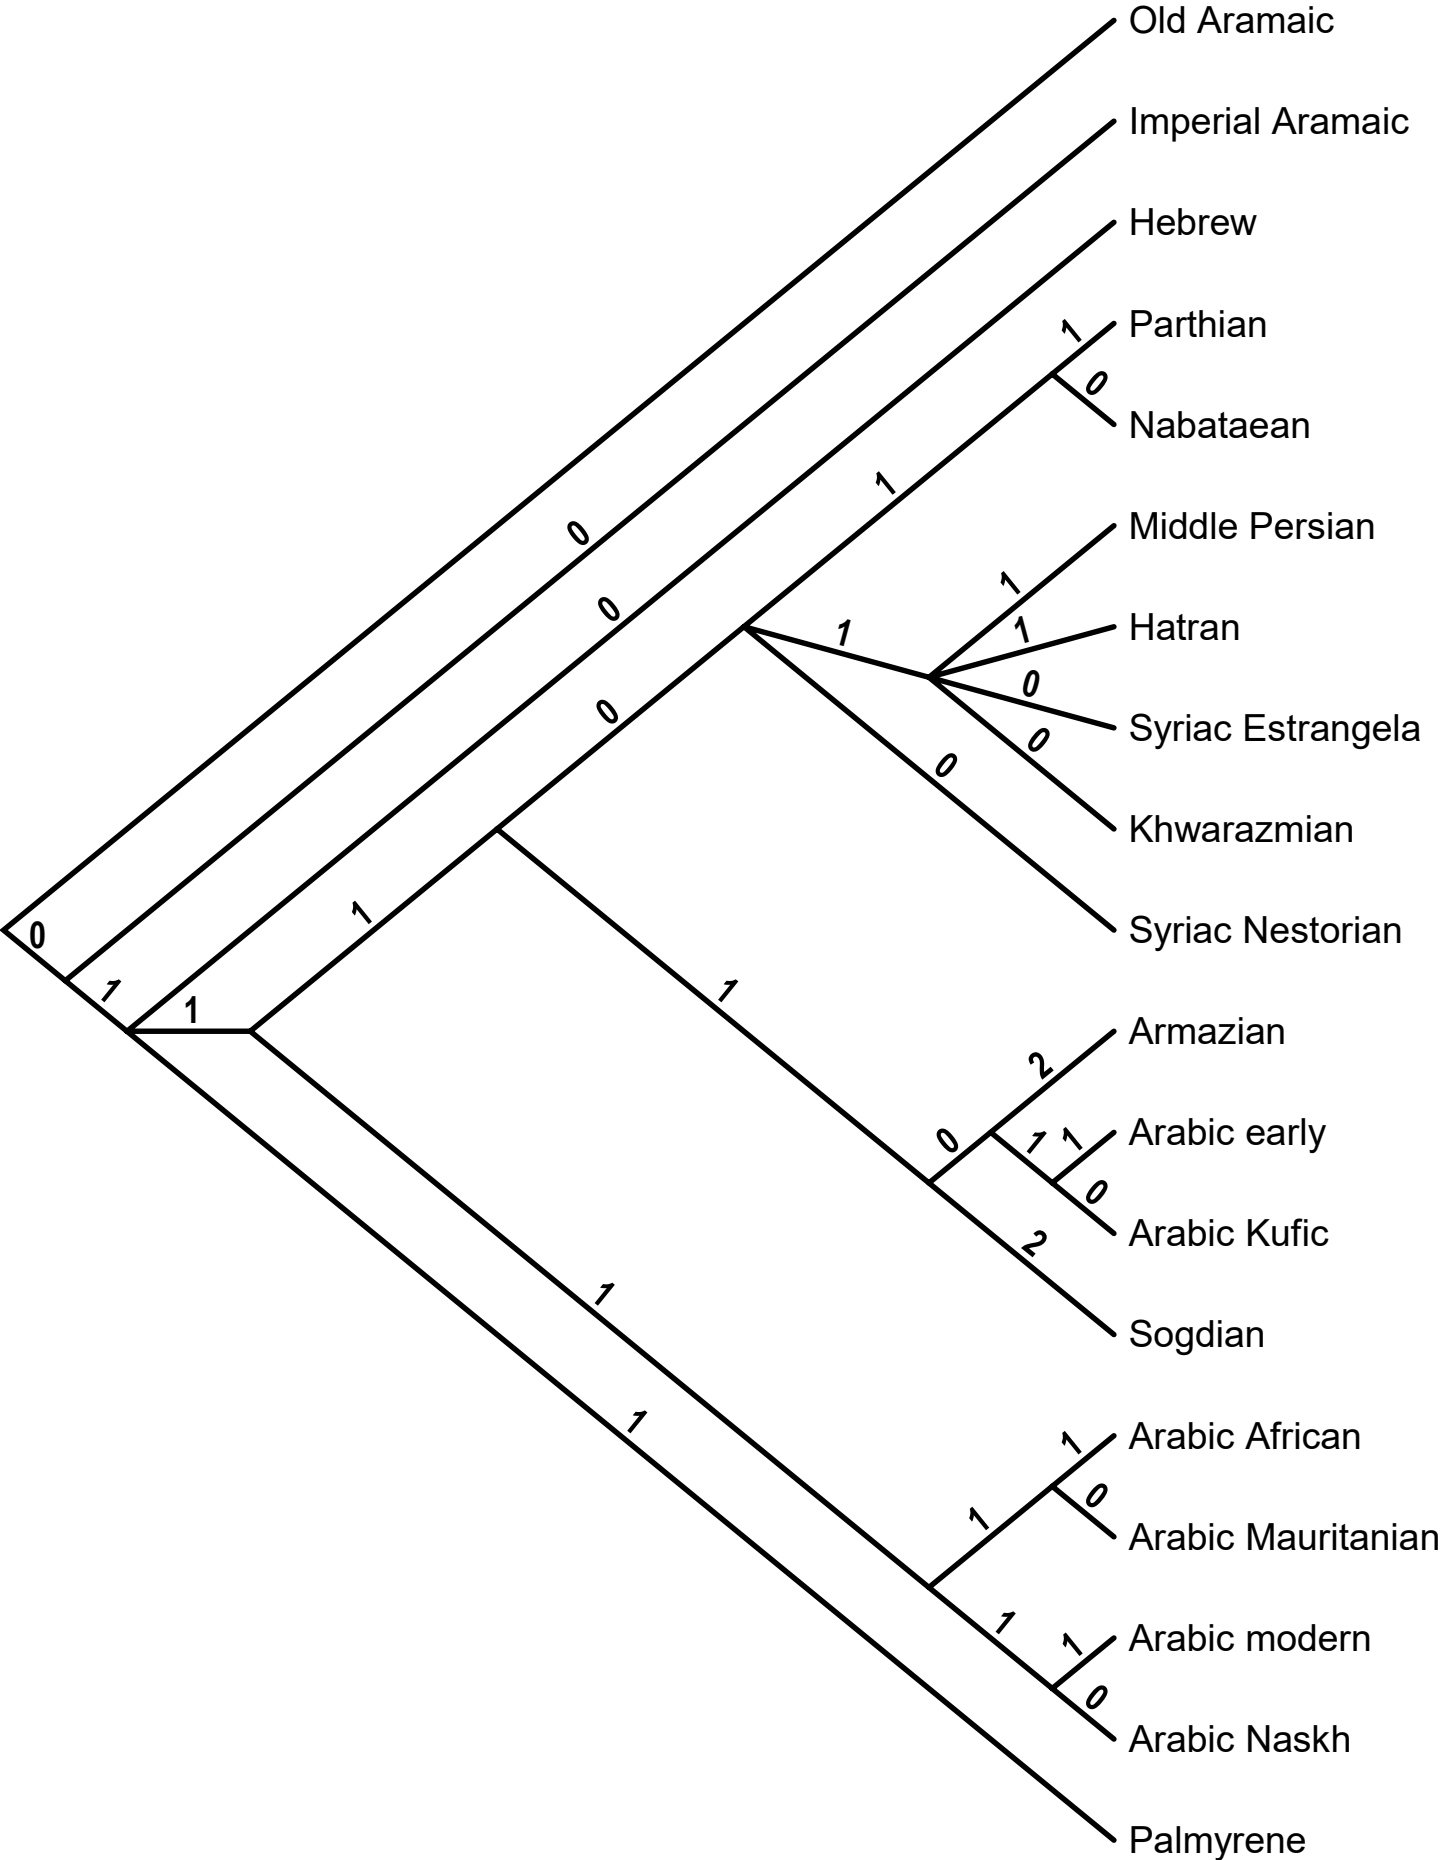 Old Aramaic
Imperial Aramaic
Hebrew
1 Parthian
0
Nabataean
1
Middle Persian
0
1
0
1
1
Hatran
0
Syriac Estrangela
0
0
0
Khwarazmian
1
0
Syriac Nestorian
1
1
1
Armazian
2
0
1
1
Arabic early
0
Arabic Kufic
2
1
Sogdian
1
1
Arabic African
0
1
Arabic Mauritanian
1
1
Arabic modern
0
Arabic Naskh
Palmyrene